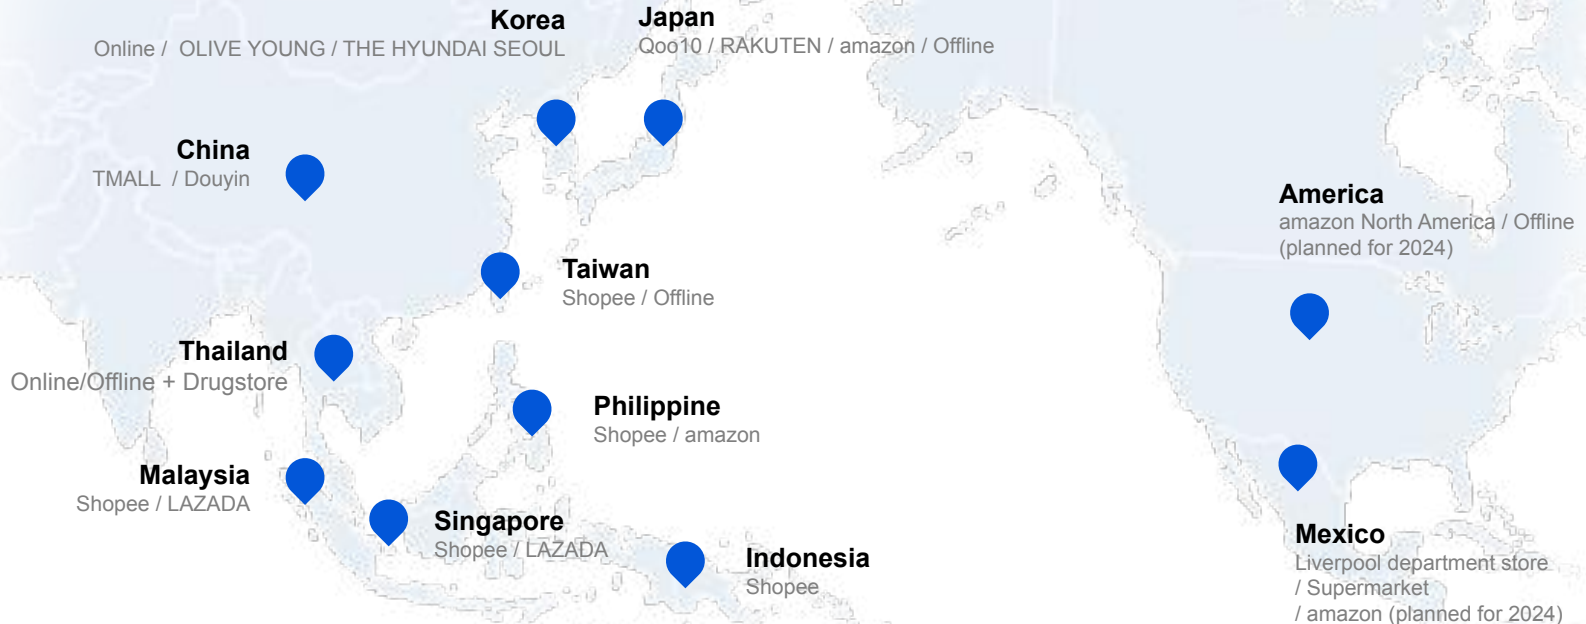 Korea
Online /  OLIVE YOUNG / THE HYUNDAI SEOUL
Japan
Qoo10 / RAKUTEN / amazon / Offline
China
TMALL  / Douyin
America
amazon North America / Offline
(planned for 2024)
Taiwan
Shopee / Offline
Thailand
Online/Offline + Drugstore
Philippine
Shopee / amazon
Malaysia
Shopee / LAZADA
Singapore
Shopee / LAZADA
Indonesia
Shopee
Mexico
Liverpool department store
/ Supermarket
/ amazon (planned for 2024)